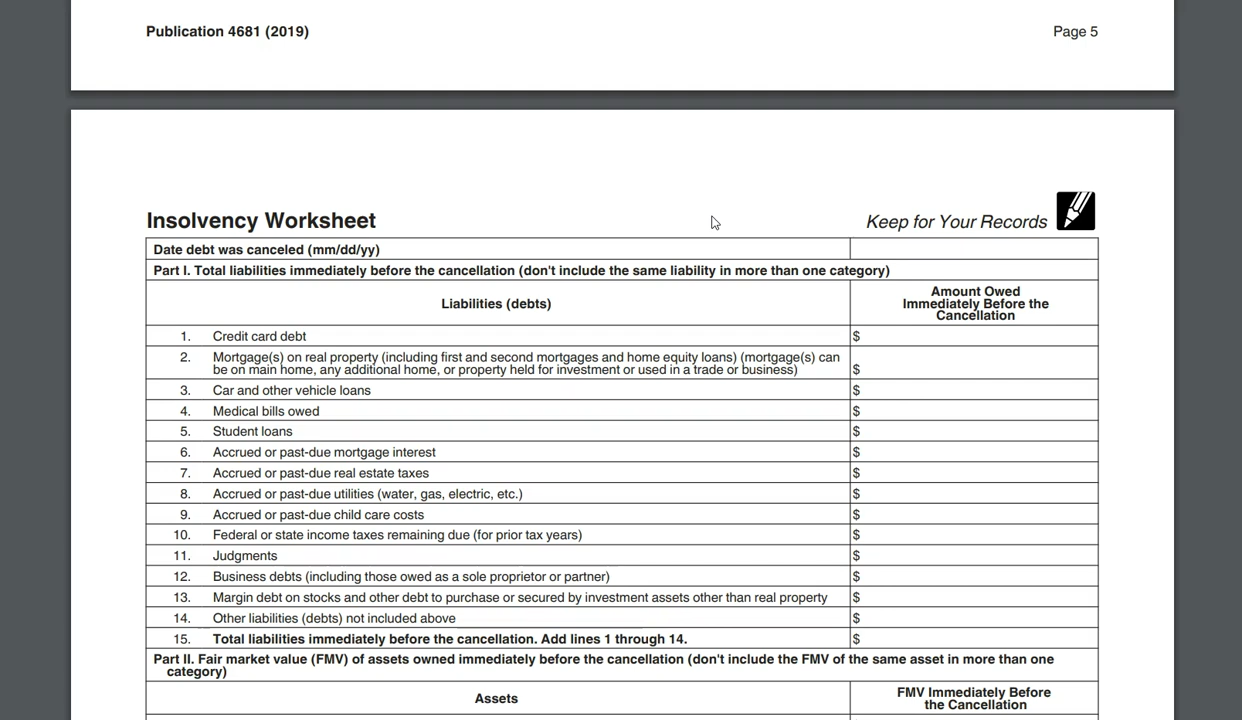 Publication 4681 (2019) Page 5
Insolvency Worksheet Keep for Your Records
Date debt was canceled (mm/dd/yy)
Part I. Total liabilities immediately before the cancellation (don't include the same liability in more than one category)
Liabilities (debts)
Amount Owed
Immediately Before the
Cancellation
1. Credit card debt $
2. Mortgage(s) on real property (including first and second mortgages and home equity loans) (mortgage(s) can
be on main home, any additional home, or property held for investment or used in a trade or business) $
3. Car and other vehicle loans $
4. Medical bills owed $
5. Student loans $
6. Accrued or past-due mortgage interest $
7. Accrued or past-due real estate taxes $
8. Accrued or past-due utilities (water, gas, electric, etc.) $
9. Accrued or past-due child care costs $
10. Federal or state income taxes remaining due (for prior tax years) $
11. Judgments $
12. Business debts (including those owed as a sole proprietor or partner) $
13. Margin debt on stocks and other debt to purchase or secured by investment assets other than real property $
14. Other liabilities (debts) not included above $
15. Total liabilities immediately before the cancellation. Add lines 1 through 14. $
Part II. Fair market value (FMV) of assets owned immediately before the cancellation (don't include the FMV of the same asset in more than one
category)
Assets
FMV Immediately Before
the Cancellation